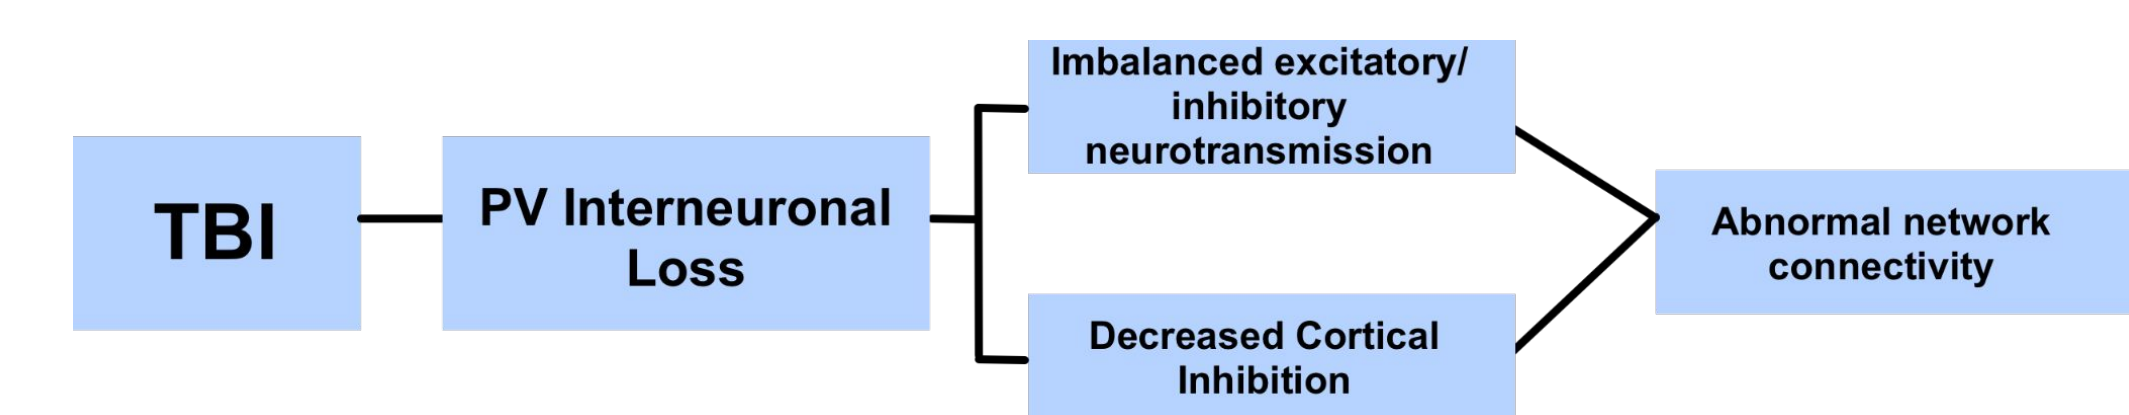 TBI
PV Interneuronal
Loss
Imbalanced excitatory/
inhibitory
neurotransmission
Decreased Cortical
Inhibition
Abnormal network
connectivity